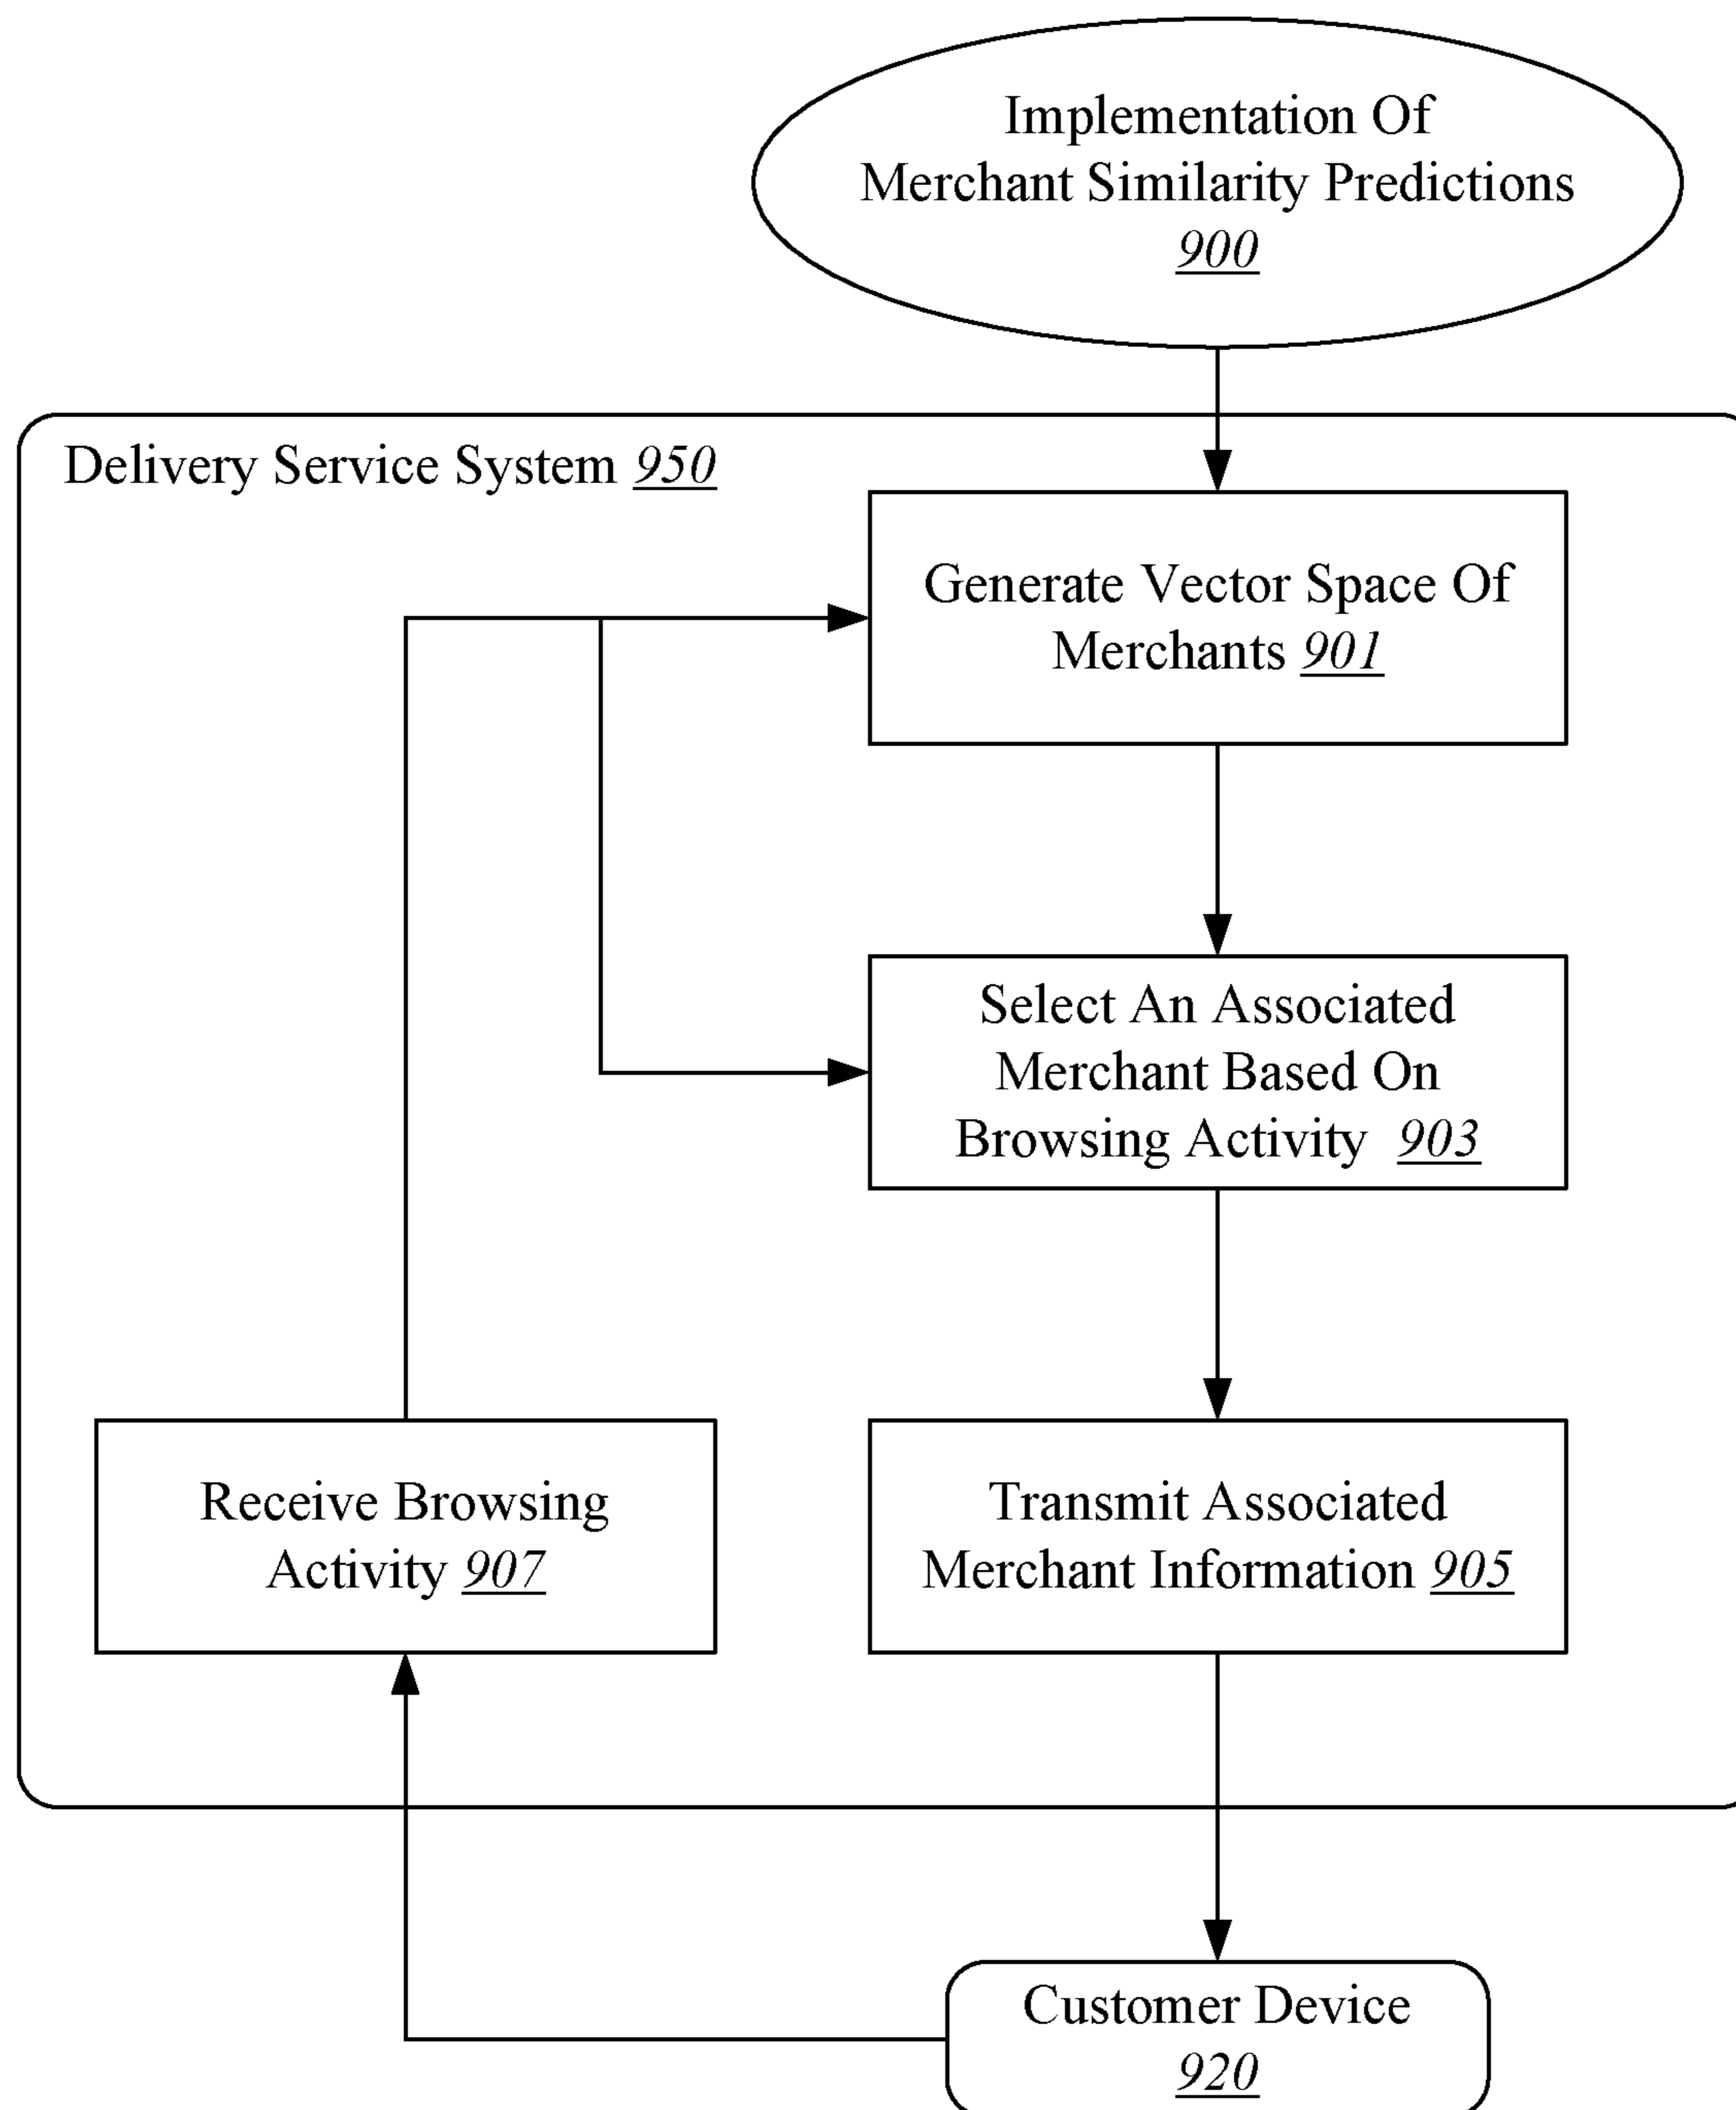 Implementation Of
Merchant Similarity Predictions
900
Delivery Service System 950
Generate Vector Space Of
Merchants 901
Select An Associated
Merchant Based On
Browsing Activity 903
Receive Browsing
Activity 907
Transmit Associated
Merchant Information 905
Customer Device
920